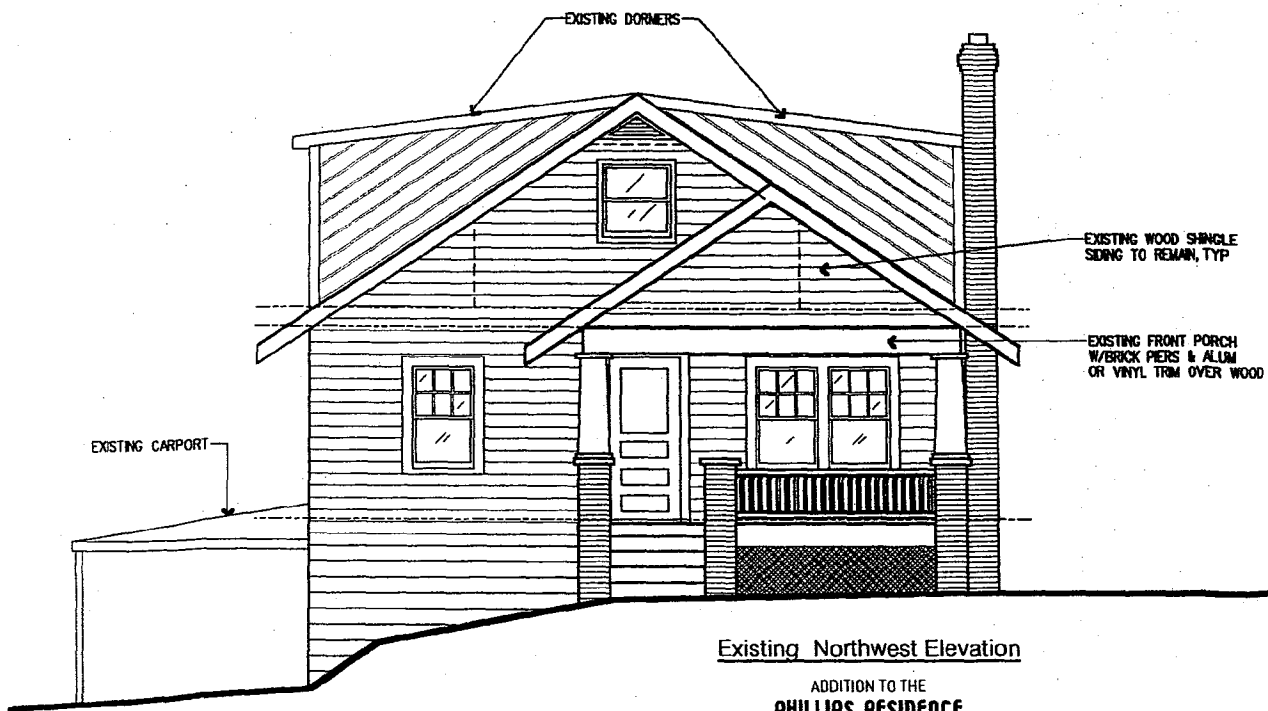 EXISTING DORMERS
EXISTING WOOD SHINGLE
SIDING TO REMAIN, TYP
EXISTING FRONT PORCH
W/BRICK PIERS & ALUM
OR VINYL TRIM OVER WOOD
EXISTING CARPORT
Existing Northwest Elevation
ADDITION TO THE
PHILLIPS RESIDENCE